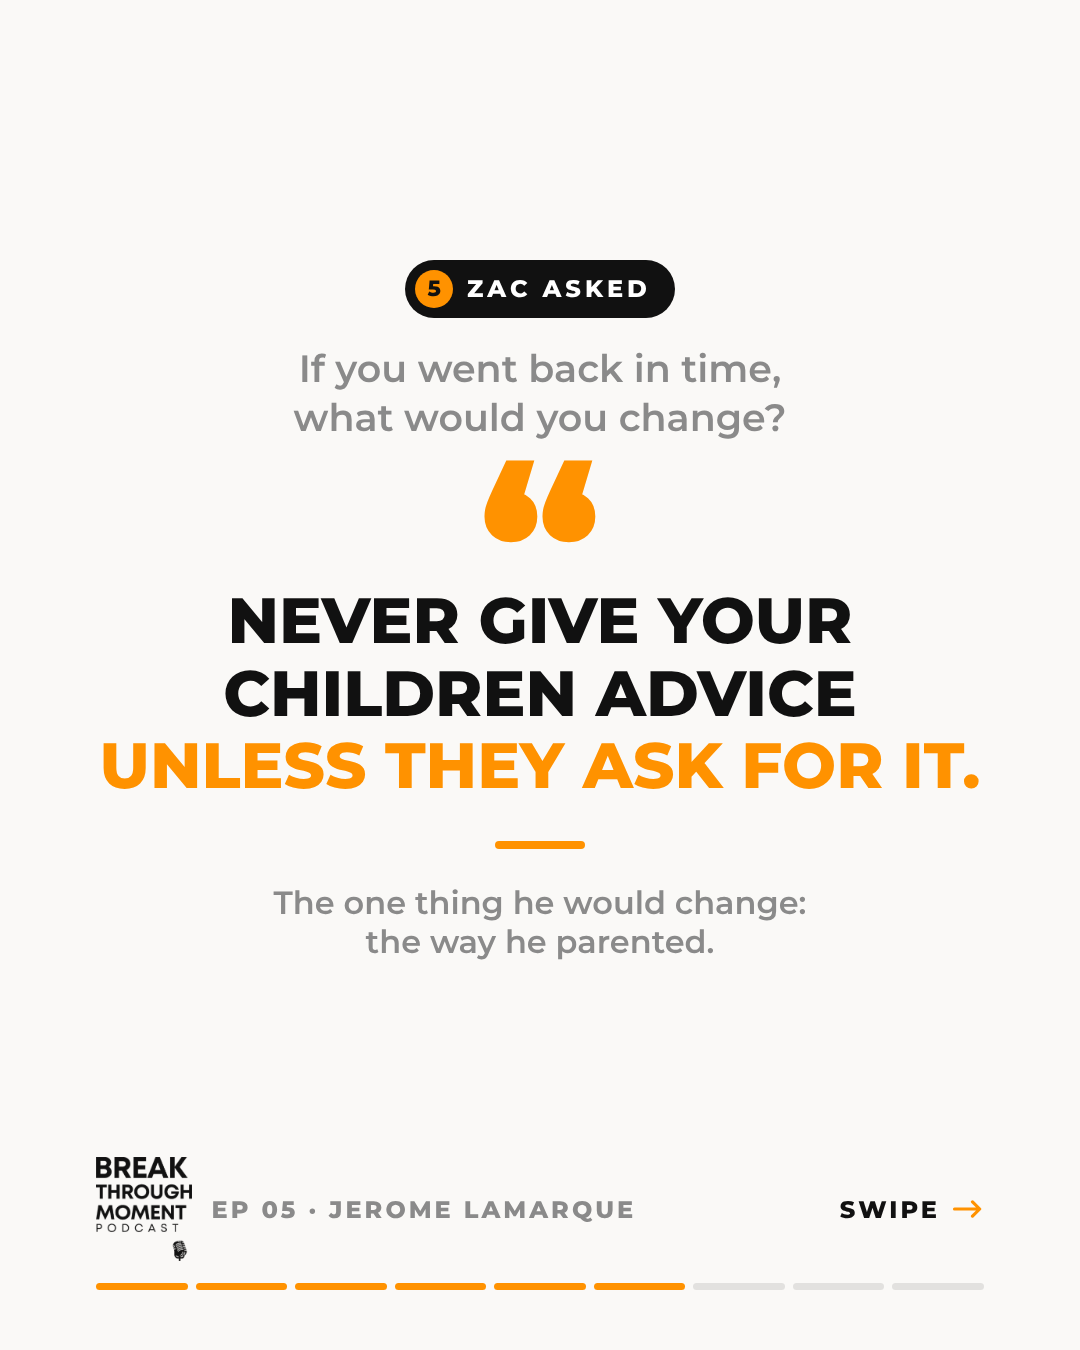 5 ZAC ASKED
If you went back in time,
what would you change?
“
NEVER GIVE YOUR
CHILDREN ADVICE
UNLESS THEY ASK FOR IT.
The one thing he would change:
the way he parented.
BREAK
THROUGH
MOMENT
PODCAST
EP 05 · JEROME LAMARQUE
SWIPE →